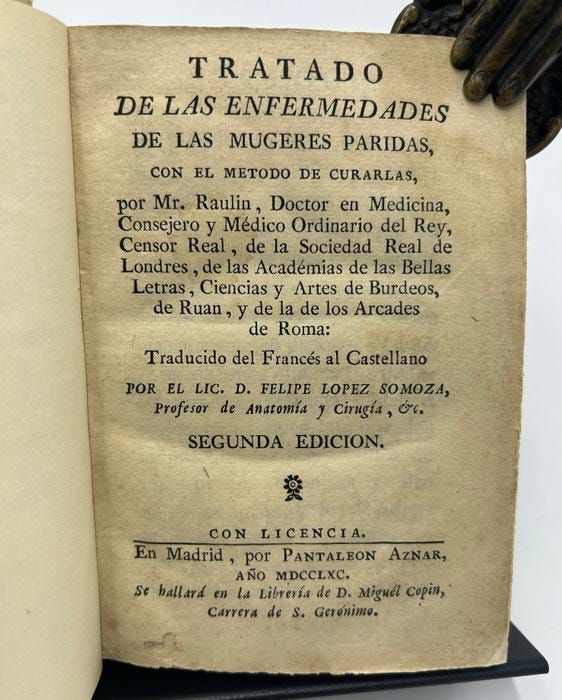 TRATADO
DE LAS ENFERMEDADES
DE LAS MUGERES PARIDAS,
CON EL METODO DE CURARLAS,
por Mr. Raulin, Doctor en Medicina,
Consejero y Médico Ordinario del Rey,
Censor Real, de la Sociedad Real de
Londres, de las Académias de las Bellas
Letras, Ciencias y Artes de Burdeos,
de Ruan, y de la de los Arcades
de Roma:
Traducido del Francés al Castellano
POR EL LIC. D. FELIPE LOPEZ SOMOZA,
Profesor de Anatomía y Cirugía, &c.
SEGUNDA EDICION.
CON LICENCIA.
En Madrid, por PANTALEON AZNAR,
AÑO MDCCLXC.
Se hallará en la Librería de D. Miguél Copin,
Carrera de S. Gerónimo.